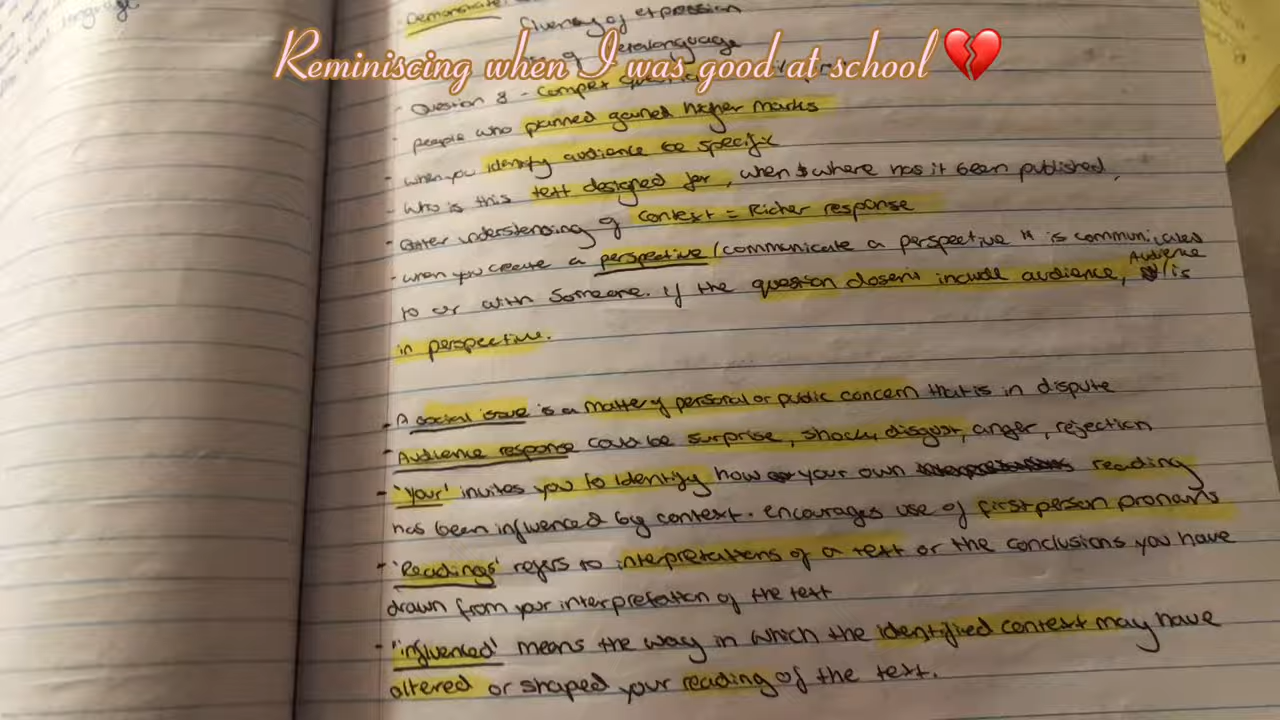 language
Demonstrate:
fluency of expression
of metalanguage
Reminiscing when I was good at school 💔
- Question 8 - complex
- people who planned gained higher marks
- when you identify audience be specific
- Who is this text designed for, when & where has it been published,
- understanding of context = Richer response
- when you create a perspective / communicate a perspective it is communicated
to or with someone. if the question dosen't include audience, Audience is
in perspective.
- A social issue is a matter of personal or public concern that is in dispute
- Audience response could be surprise, shock, disgust, anger, rejection
- 'Your' invites you to identify how your own reading
has been influenced by context. encourages use of first person pronouns
- 'Readings' refers to interpretations of a text or the conclusions you have
drawn from your interpretation of the text
- 'influenced' means the way in which the identified context may have
altered or shaped your reading of the text.